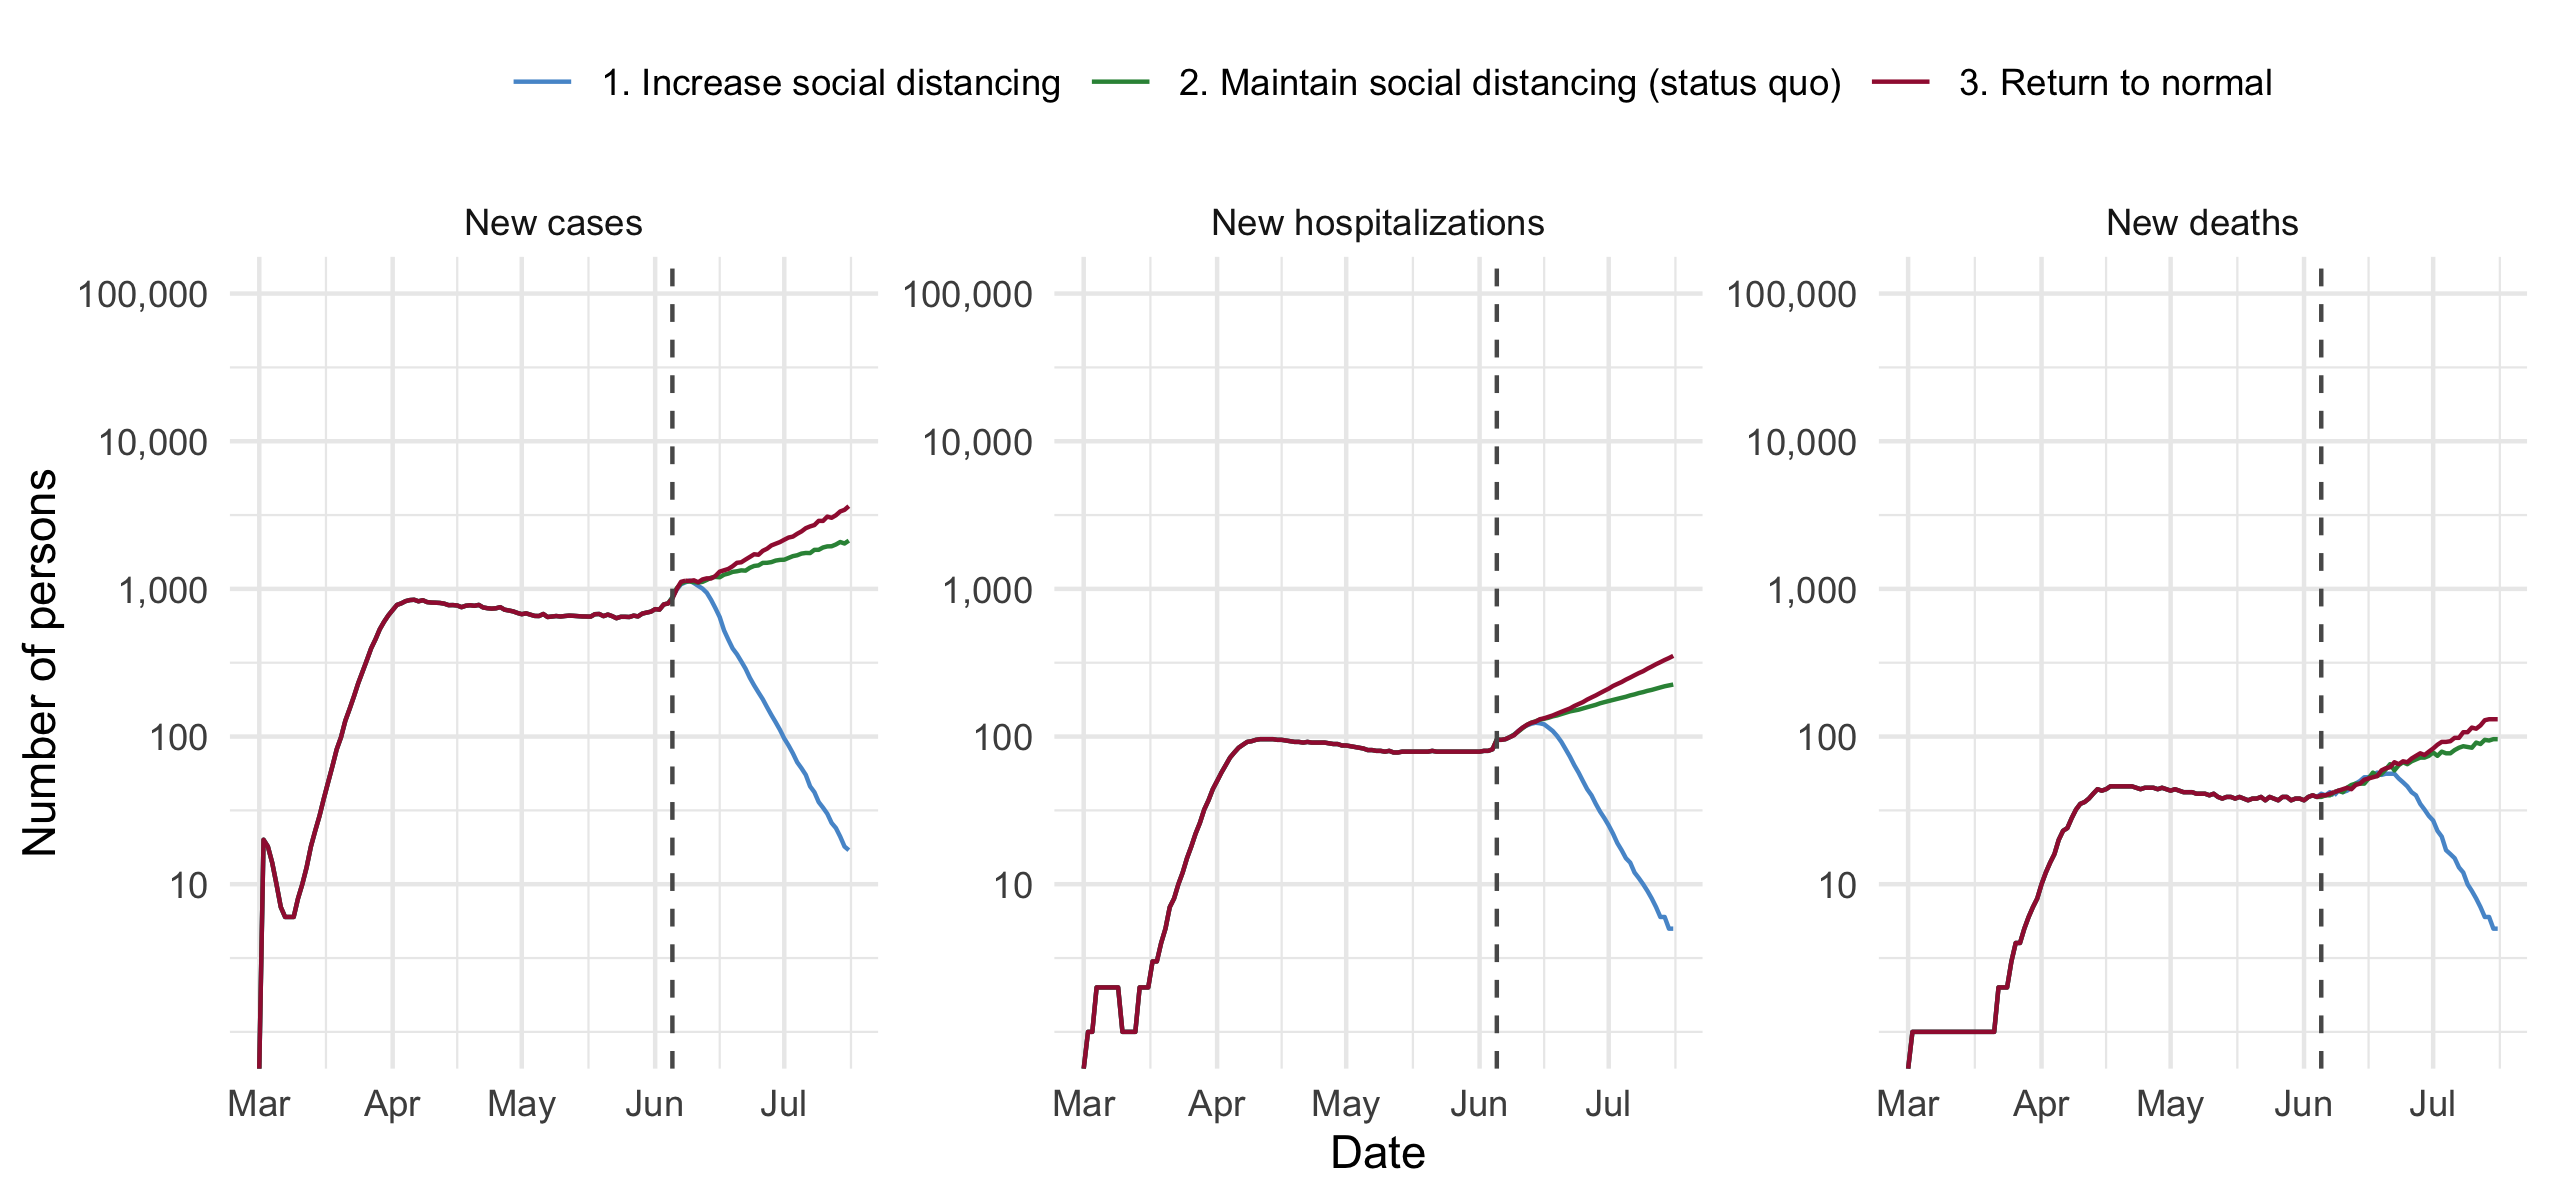 1. Increase social distancing 2. Maintain social distancing (status quo) 3. Return to normal
New cases New hospitalizations New deaths
100,000 100,000 100,000
10,000 10,000 10,000
1,000 1,000 1,000
100 100 100
10 10 10
Number of persons
Mar Apr May Jun Jul Mar Apr May Jun Jul Mar Apr May Jun Jul
Date